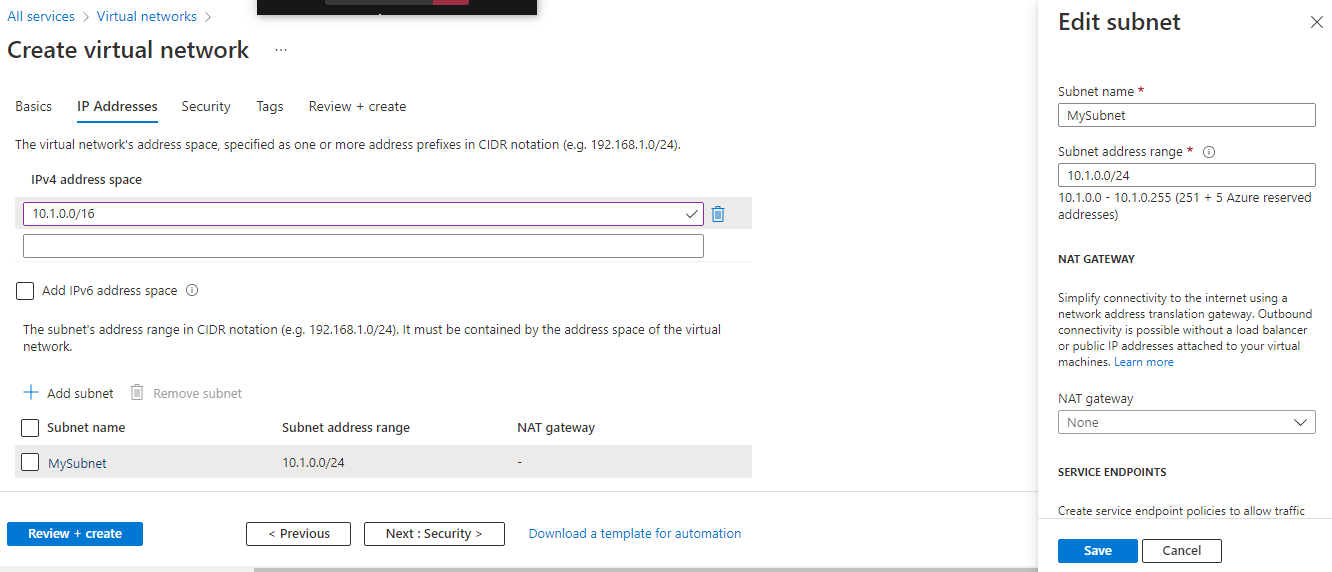 All services > Virtual networks >
Create virtual network ...
Basics IP Addresses Security Tags Review + create
The virtual network's address space, specified as one or more address prefixes in CIDR notation (e.g. 192.168.1.0/24).
IPv4 address space
10.1.0.0/16
Add IPv6 address space
The subnet's address range in CIDR notation (e.g. 192.168.1.0/24). It must be contained by the address space of the virtual
network.
+ Add subnet Remove subnet
Subnet name Subnet address range NAT gateway
MySubnet 10.1.0.0/24 -
Review + create < Previous Next : Security > Download a template for automation
Edit subnet
Subnet name *
MySubnet
Subnet address range *
10.1.0.0/24
10.1.0.0 - 10.1.0.255 (251 + 5 Azure reserved
addresses)
NAT GATEWAY
Simplify connectivity to the internet using a
network address translation gateway. Outbound
connectivity is possible without a load balancer
or public IP addresses attached to your virtual
machines. Learn more
NAT gateway
None
SERVICE ENDPOINTS
Create service endpoint policies to allow traffic
Save Cancel